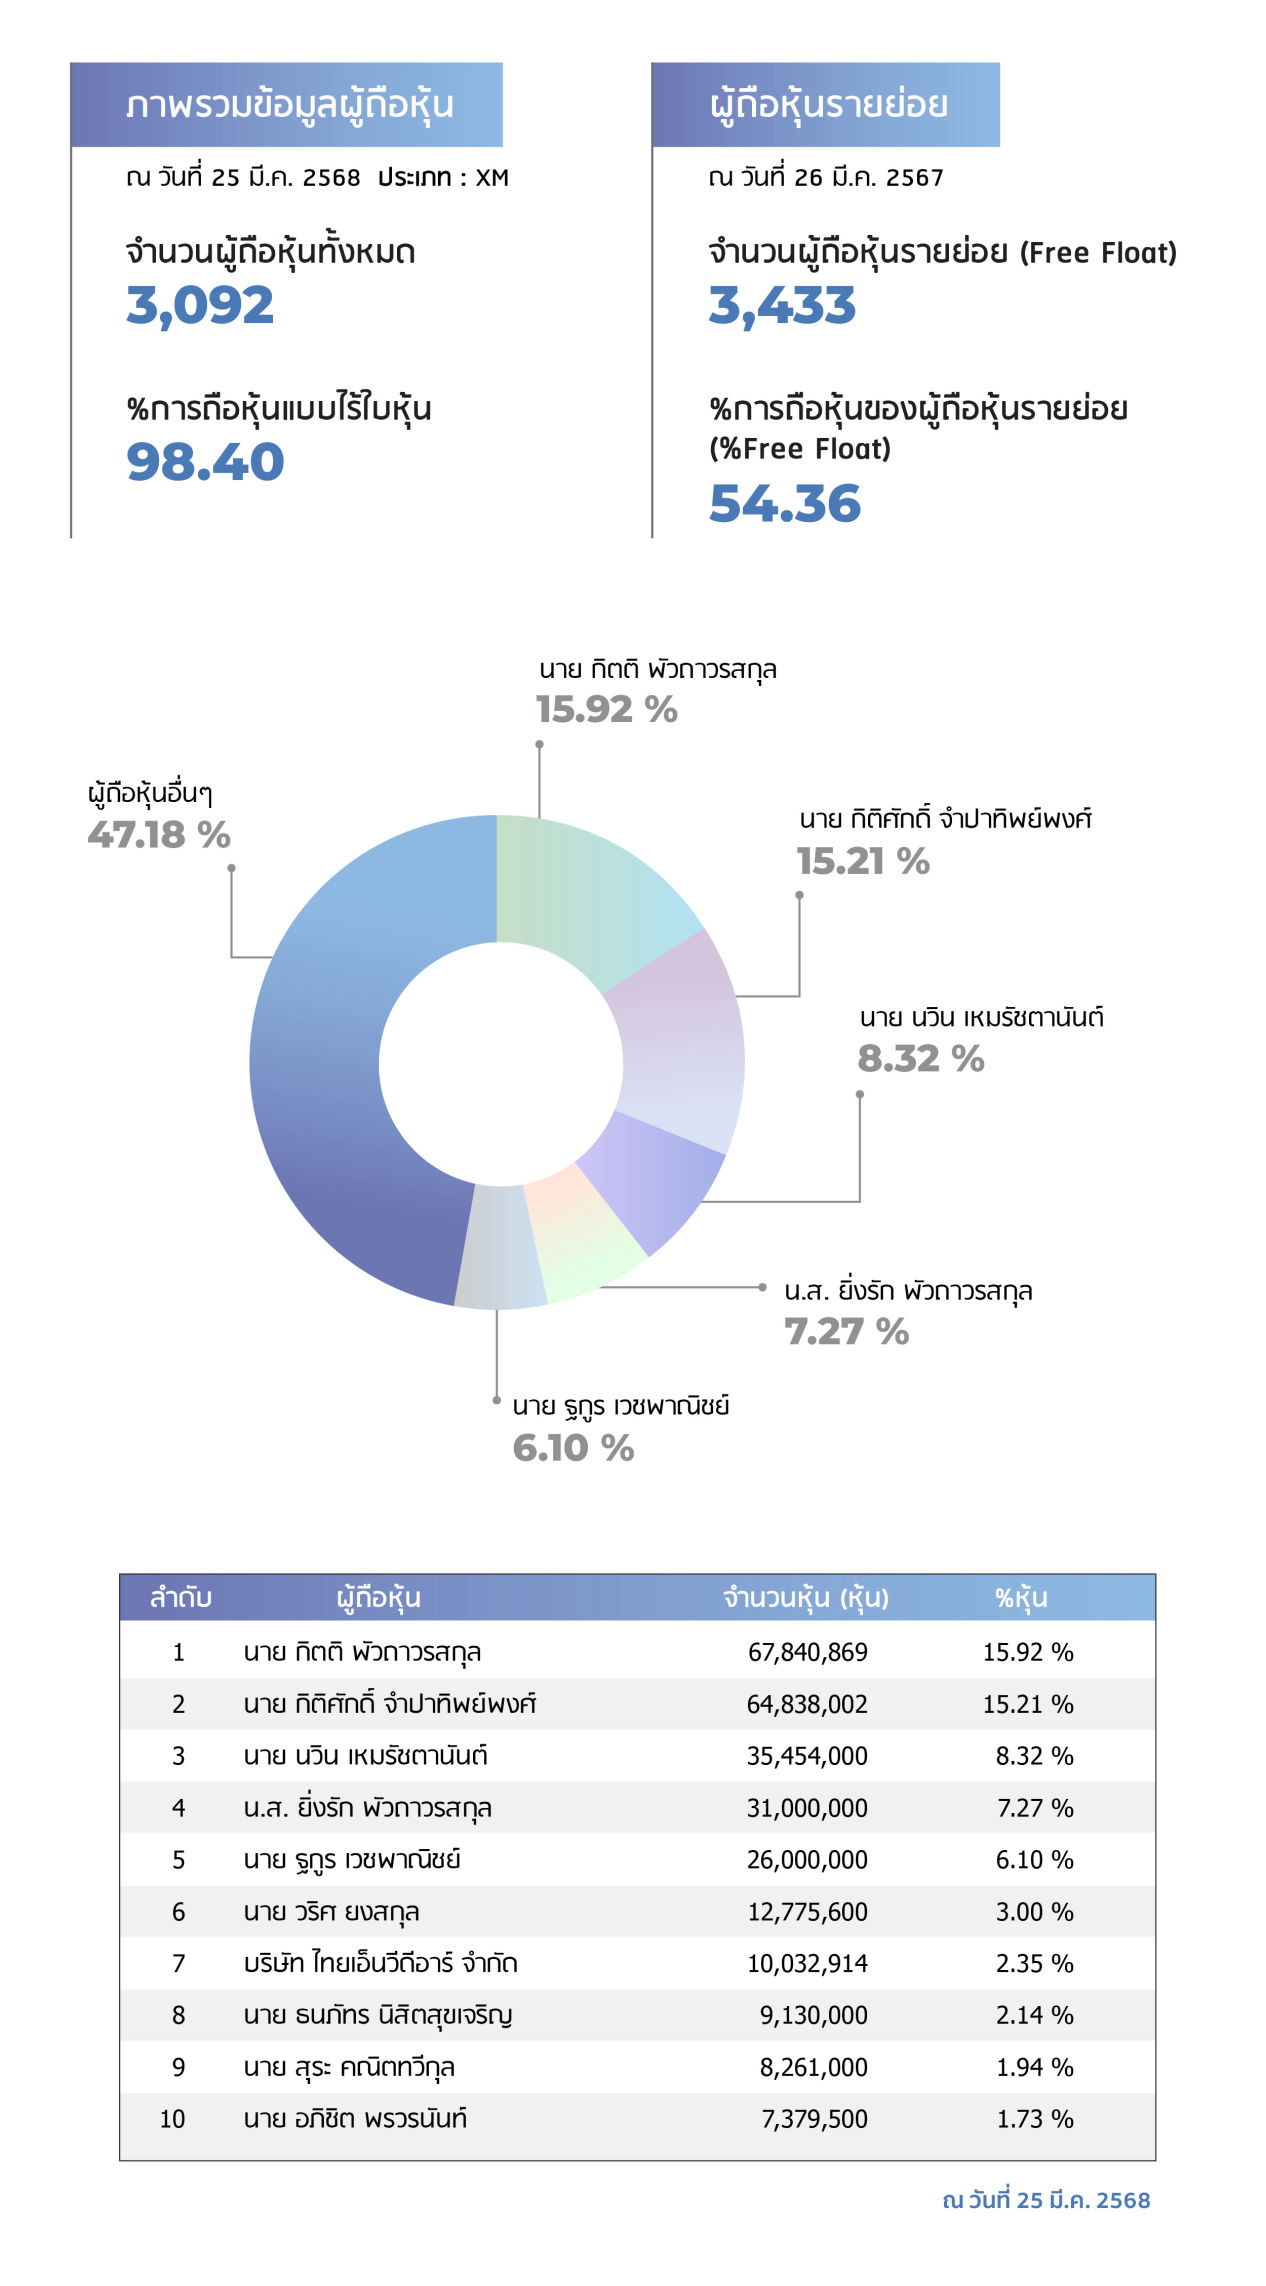 ภาพรวมข้อมูลผู้ถือหุ้น
ณ วันที่ 25 มี.ค. 2568 ประเภท : XM
จำนวนผู้ถือหุ้นทั้งหมด
3,092
%การถือหุ้นแบบไร้ใบหุ้น
98.40
ผู้ถือหุ้นรายย่อย
ณ วันที่ 26 มี.ค. 2567
จำนวนผู้ถือหุ้นรายย่อย (Free Float)
3,433
%การถือหุ้นของผู้ถือหุ้นรายย่อย
(%Free Float)
54.36
นาย กิตติ พัวถาวรสกุล
15.92 %
ผู้ถือหุ้นอื่นๆ
47.18 %
นาย กิติศักดิ์ จำปาทิพย์พงศ์
15.21 %
นาย นวิน เหมรัชตานันต์
8.32 %
น.ส. ยิ่งรัก พัวถาวรสกุล
7.27 %
นาย ฐกูร เวชพาณิชย์
6.10 %
ลำดับ ผู้ถือหุ้น จำนวนหุ้น (หุ้น) %หุ้น
1 นาย กิตติ พัวถาวรสกุล 67,840,869 15.92 %
2 นาย กิติศักดิ์ จำปาทิพย์พงศ์ 64,838,002 15.21 %
3 นาย นวิน เหมรัชตานันต์ 35,454,000 8.32 %
4 น.ส. ยิ่งรัก พัวถาวรสกุล 31,000,000 7.27 %
5 นาย ฐกูร เวชพาณิชย์ 26,000,000 6.10 %
6 นาย วริศ ยงสกุล 12,775,600 3.00 %
7 บริษัท ไทยเอ็นวีดีอาร์ จำกัด 10,032,914 2.35 %
8 นาย ธนภัทร นิสิตสุขเจริญ 9,130,000 2.14 %
9 นาย สุระ คณิตทวีกุล 8,261,000 1.94 %
10 นาย อภิชิต พรวรนันท์ 7,379,500 1.73 %
ณ วันที่ 25 มี.ค. 2568